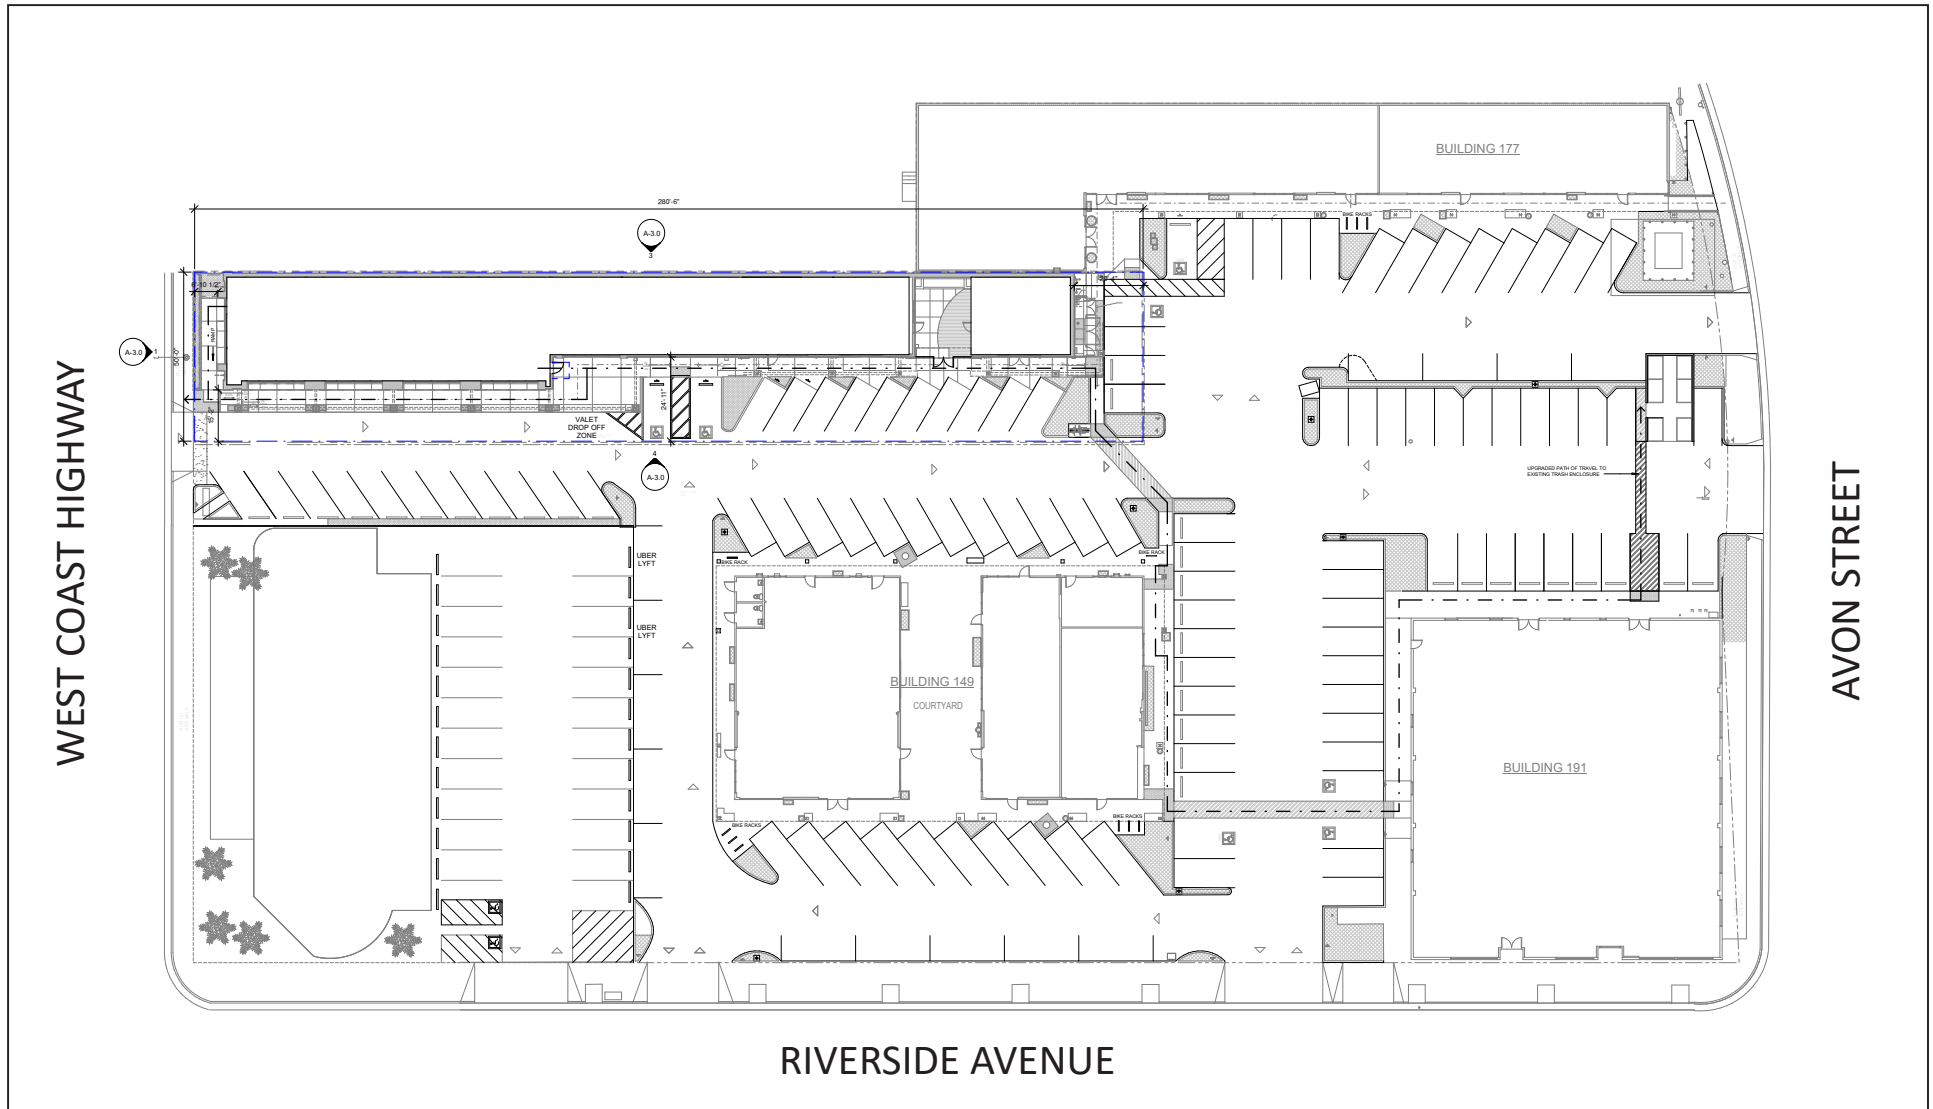 BUILDING 177
280'-6"
A-3.0
3
BIKE RACKS
6'-10 1/2"
RAMP
A-3.0
1
50'-0"
24'-11"
VALET
DROP OFF
ZONE
4
A-3.0
UPGRADED PATH OF TRAVEL TO
EXISTING TRASH ENCLOSURE
WEST COAST HIGHWAY
AVON STREET
UBER
LYFT
BIKE RACK
BIKE RACK
UBER
LYFT
BUILDING 149
COURTYARD
BUILDING 191
BIKE RACKS
BIKE RACKS
RIVERSIDE AVENUE